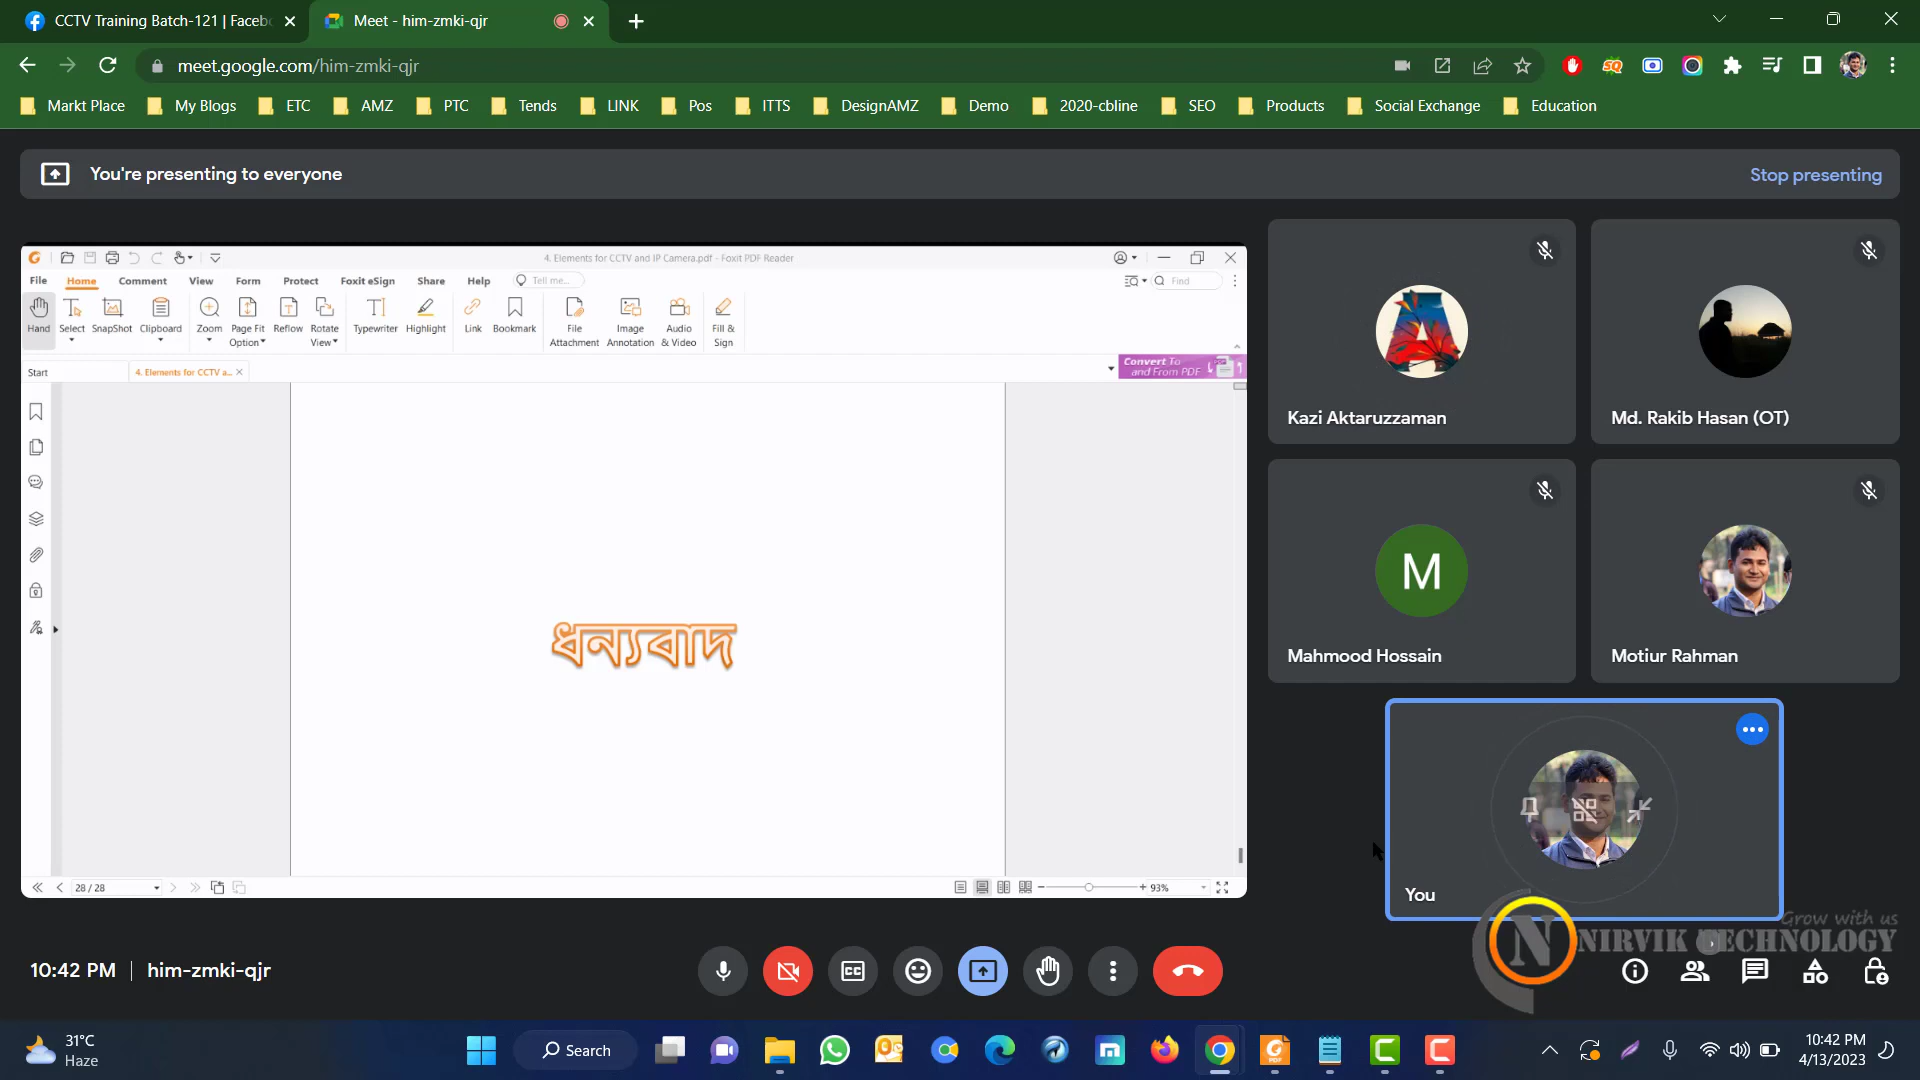 CCTV Training Batch-121 | Faceb
Meet - him-zmki-qjr
meet.google.com/him-zmki-qjr
Markt Place
My Blogs
ETC
AMZ
PTC
Tends
LINK
Pos
ITTS
DesignAMZ
Demo
2020-cbline
SEO
Products
Social Exchange
Education
You're presenting to everyone
Stop presenting
4. Elements for CCTV and IP Camera.pdf - Foxit PDF Reader
File Home Comment View Form Protect Foxit eSign Share Help Tell me... Find
Hand
Select
SnapShot
Clipboard
Zoom
Page Fit
Option
Reflow
Rotate
View
Typewriter
Highlight
Link
Bookmark
File
Attachment
Image
Annotation
Audio
& Video
Fill &
Sign
Start
4. Elements for CCTV a...
Convert To
and From PDF
ধন্যবাদ
28 / 28
93%
Kazi Aktaruzzaman
Md. Rakib Hasan (OT)
M
Mahmood Hossain
Motiur Rahman
You
Grow with us
NIRVIK TECHNOLOGY
10:42 PM
him-zmki-qjr
31°C
Haze
Search
10:42 PM
4/13/2023